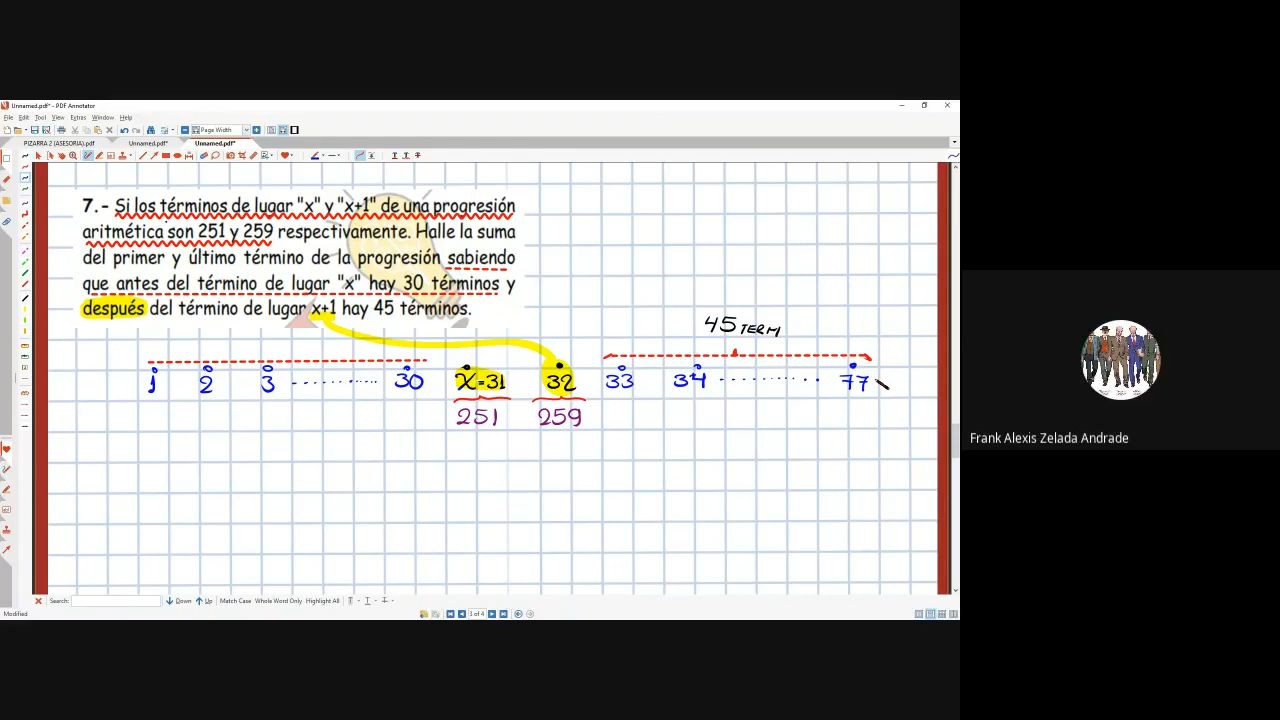 Unnamed.pdf* - PDF Annotator
File Edit Tool View Extras Window Help
Page Width
PIZARRA 2 (ASESORIA).pdf Unnamed.pdf* Unnamed.pdf*
7.- Si los términos de lugar "x" y "x+1" de una progresión
aritmética son 251 y 259 respectivamente. Halle la suma
del primer y último término de la progresión sabiendo
que antes del término de lugar "x" hay 30 términos y
después del término de lugar x+1 hay 45 términos.
45 TERM
1 2 3 ............ 30 x=31 32 33 34 ............ 77
251 259
Frank Alexis Zelada Andrade
Search: Down Up Match Case Whole Word Only Highlight All
Modified 3 of 4